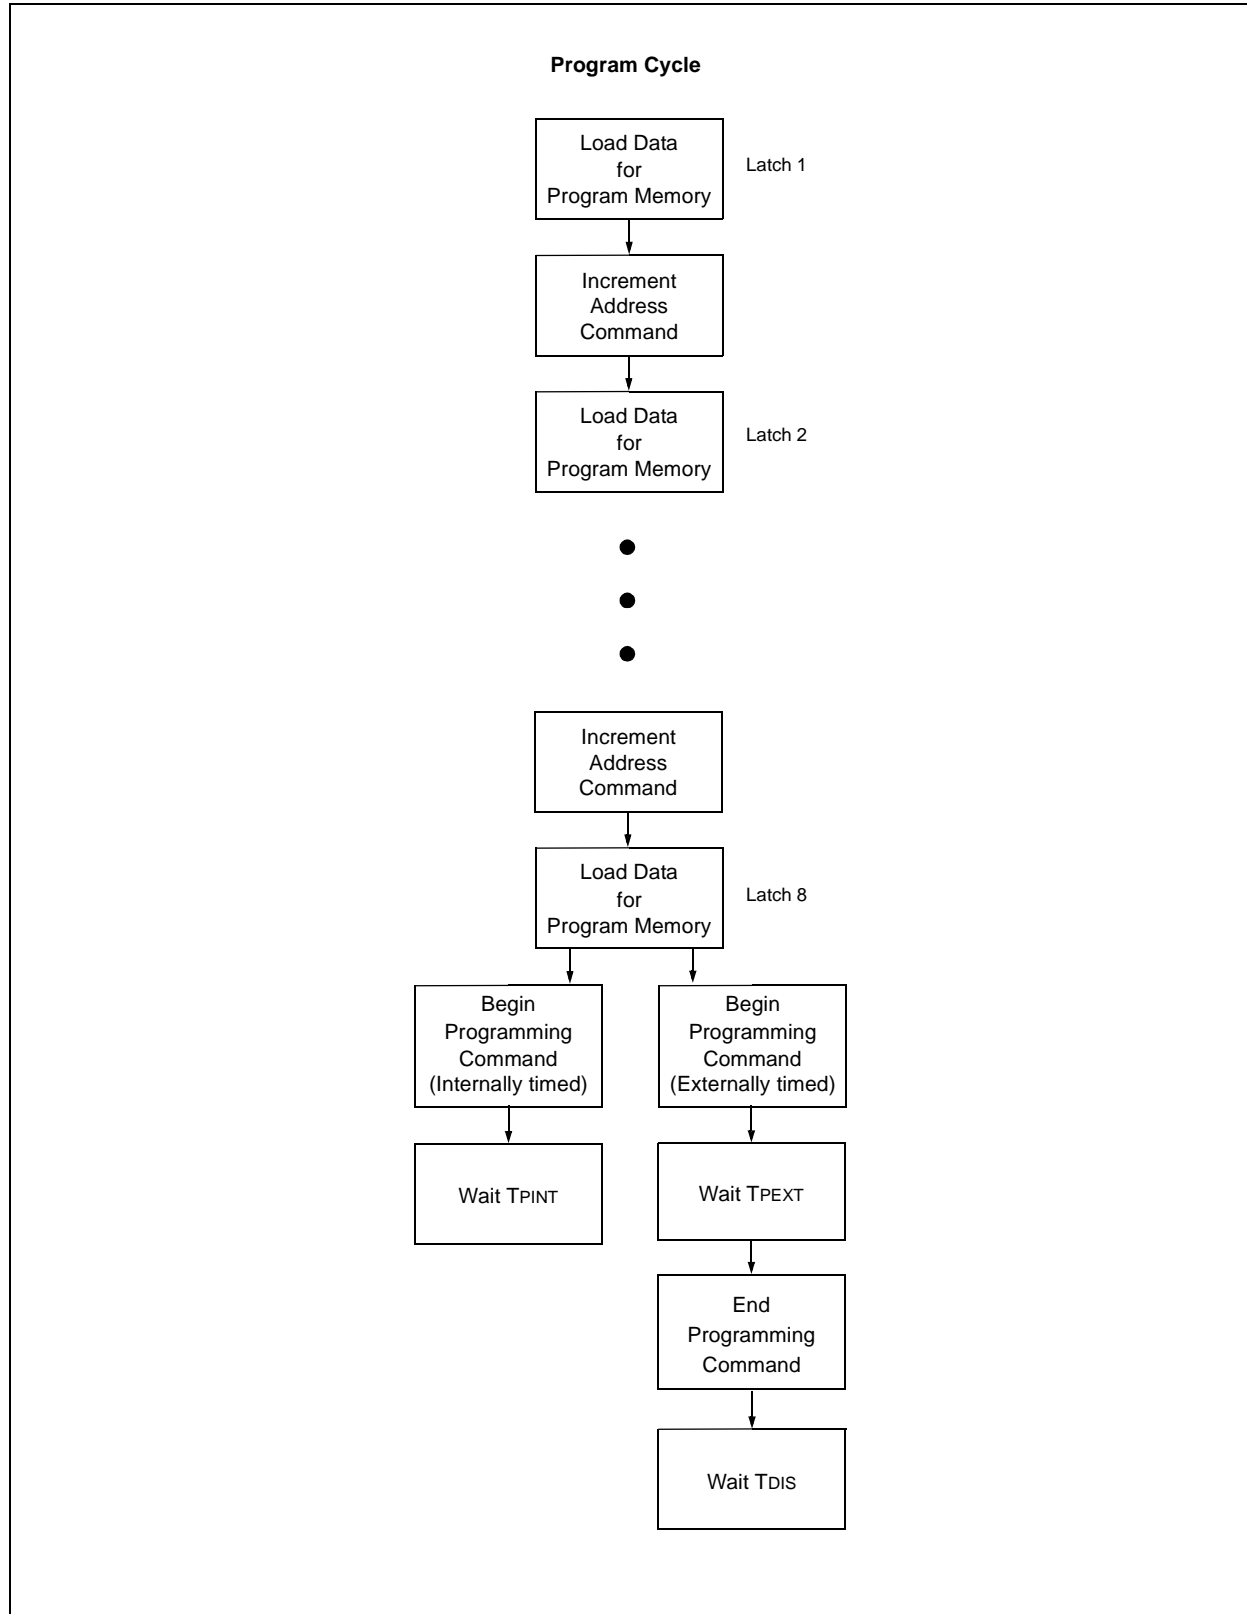 Program Cycle
Load Data
for
Program Memory
Latch 1
Increment
Address
Command
Load Data
for
Program Memory
Latch 2
Increment
Address
Command
Load Data
for
Program Memory
Latch 8
Begin
Programming
Command
(Internally timed)
Begin
Programming
Command
(Externally timed)
Wait TPINT
Wait TPEXT
End
Programming
Command
Wait TDIS